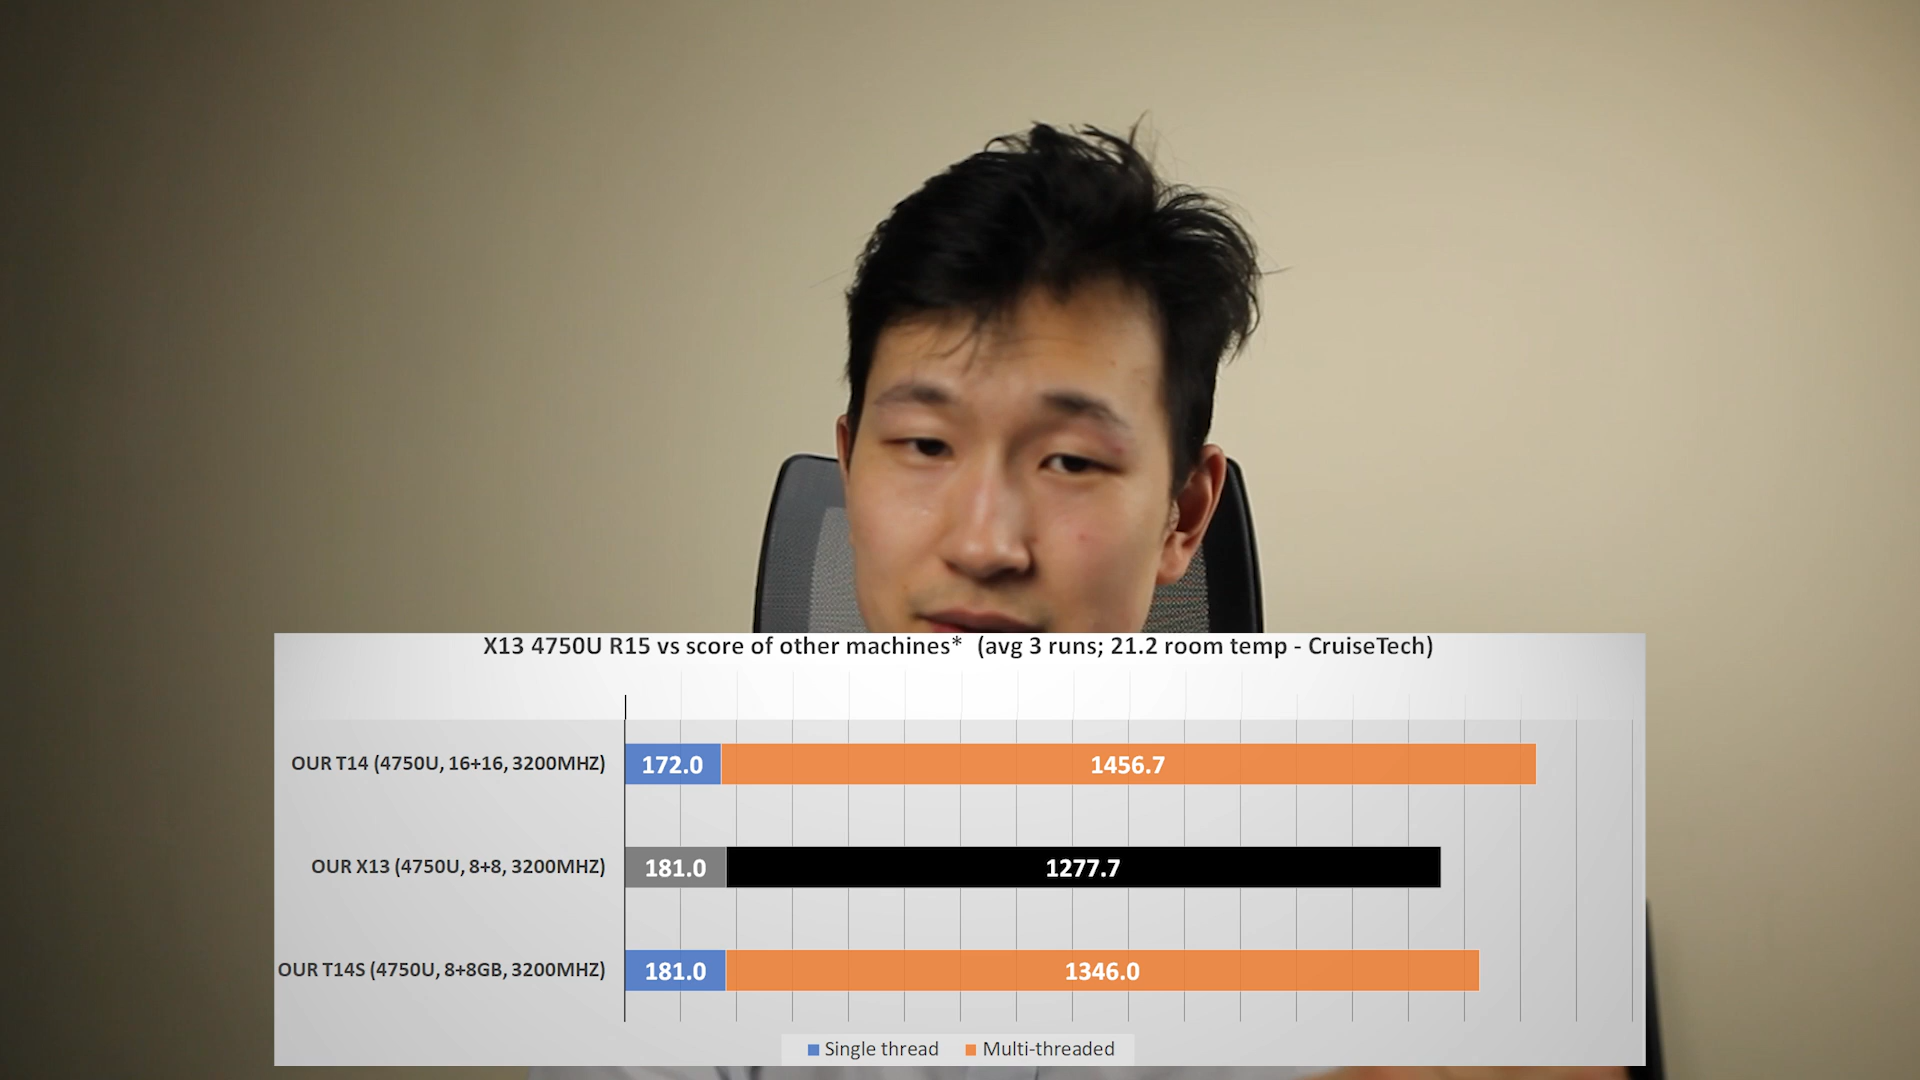 X13 4750U R15 vs score of other machines* (avg 3 runs; 21.2 room temp - CruiseTech)
OUR T14 (4750U, 16+16, 3200MHZ) 172.0 1456.7
OUR X13 (4750U, 8+8, 3200MHZ) 181.0 1277.7
OUR T14S (4750U, 8+8GB, 3200MHZ) 181.0 1346.0
Single thread Multi-threaded